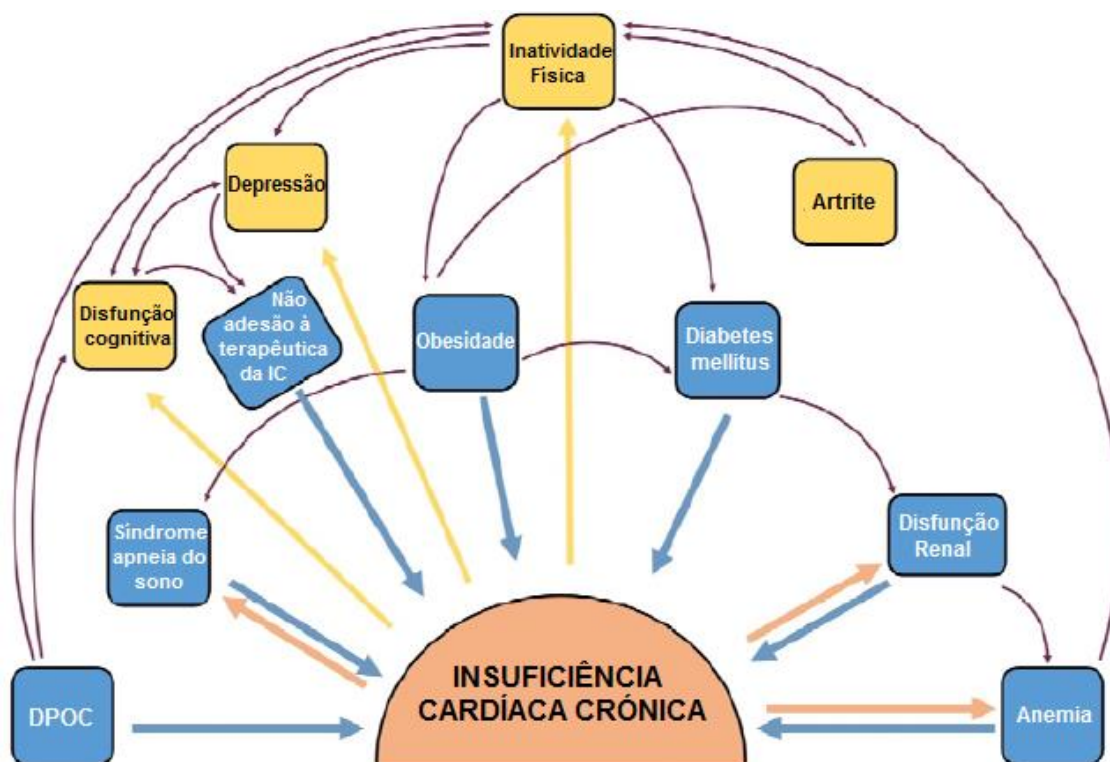 Inatividade
Física
Depressão
Artrite
Disfunção
cognitiva
Não
adesão à
terapêutica
da IC
Obesidade
Diabetes
mellitus
Síndrome
apneia do
sono
Disfunção
Renal
INSUFICIÊNCIA
CARDÍACA CRÓNICA
DPOC
Anemia